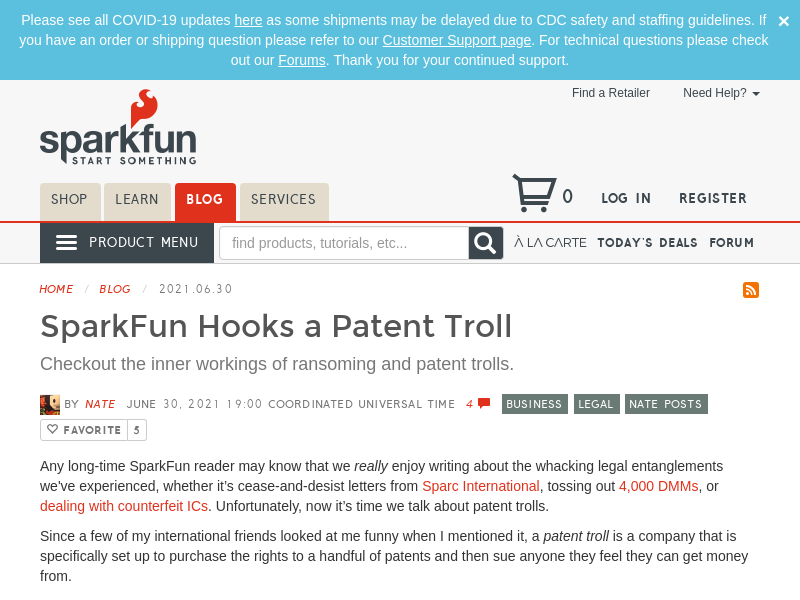 Please see all COVID-19 updates here as some shipments may be delayed due to CDC safety and staffing guidelines. If
you have an order or shipping question please refer to our Customer Support page. For technical questions please check
out our Forums. Thank you for your continued support.
×
Find a Retailer Need Help?
sparkfun
START SOMETHING
SHOP LEARN BLOG SERVICES 0 LOG IN REGISTER
PRODUCT MENU find products, tutorials, etc... À LA CARTE TODAY'S DEALS FORUM
HOME / BLOG / 2021.06.30
SparkFun Hooks a Patent Troll
Checkout the inner workings of ransoming and patent trolls.
BY NATE JUNE 30, 2021 19:00 COORDINATED UNIVERSAL TIME 4 BUSINESS LEGAL NATE POSTS
FAVORITE 5
Any long-time SparkFun reader may know that we really enjoy writing about the whacking legal entanglements
we've experienced, whether it’s cease-and-desist letters from Sparc International, tossing out 4,000 DMMs, or
dealing with counterfeit ICs. Unfortunately, now it’s time we talk about patent trolls.
Since a few of my international friends looked at me funny when I mentioned it, a patent troll is a company that is
specifically set up to purchase the rights to a handful of patents and then sue anyone they feel they can get money
from.